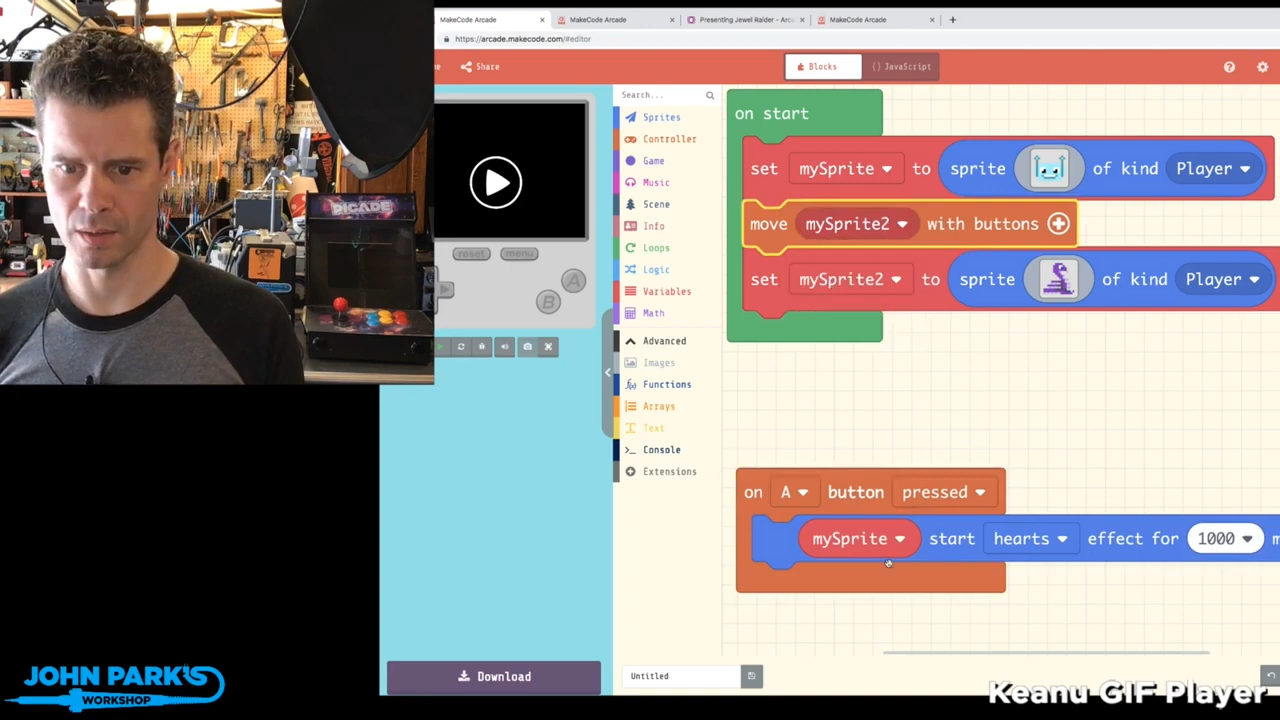 MakeCode Arcade
MakeCode Arcade
Presenting Jewel Raider - Arc
MakeCode Arcade
https://arcade.makecode.com/#editor
Share
Blocks
{} JavaScript
Search...
Sprites
Controller
Game
Music
Scene
Info
Loops
Logic
Variables
Math
Advanced
Images
Functions
Arrays
Text
Console
Extensions
on start
set mySprite to sprite of kind Player
move mySprite2 with buttons
set mySprite2 to sprite of kind Player
on A button pressed
mySprite start hearts effect for 1000 m
reset
menu
A
B
PICADE
Download
Untitled
JOHN PARK'S
WORKSHOP
Keanu GIF Player